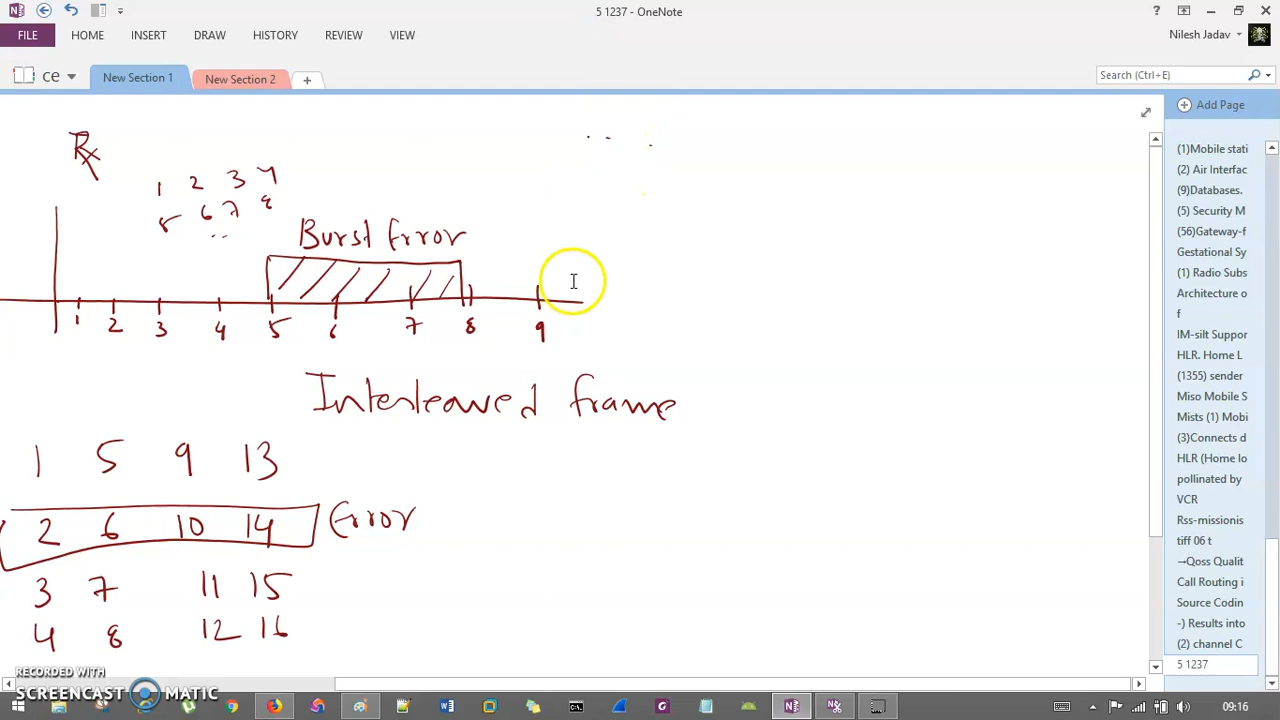 5 1237 - OneNote
FILE HOME INSERT DRAW HISTORY REVIEW VIEW
Nilesh Jadav
ce New Section 1 New Section 2 +
Search (Ctrl+E)
Add Page
(1)Mobile stati
(2) Air Interfac
(9)Databases.
(5) Security M
(56)Gateway-f
Gestational Sy
(1) Radio Subs
Architecture o
f
IM-silt Suppor
HLR. Home L
(1355) sender
Miso Mobile S
Mists (1) Mobi
(3)Connects d
HLR (Home lo
pollinated by
VCR
Rss-missionis
tiff 06 t
→Qoss Qualit
Call Routing i
Source Codin
-) Results into
(2) channel C
5 1237
Rx
1 2 3 4
5 6 7 8
Burst Error
1 2 3 4 5 6 7 8 9
Interleaved frame
1 5 9 13
2 6 10 14 Error
3 7 11 15
4 8 12 16
RECORDED WITH
SCREENCAST MATIC
09:16